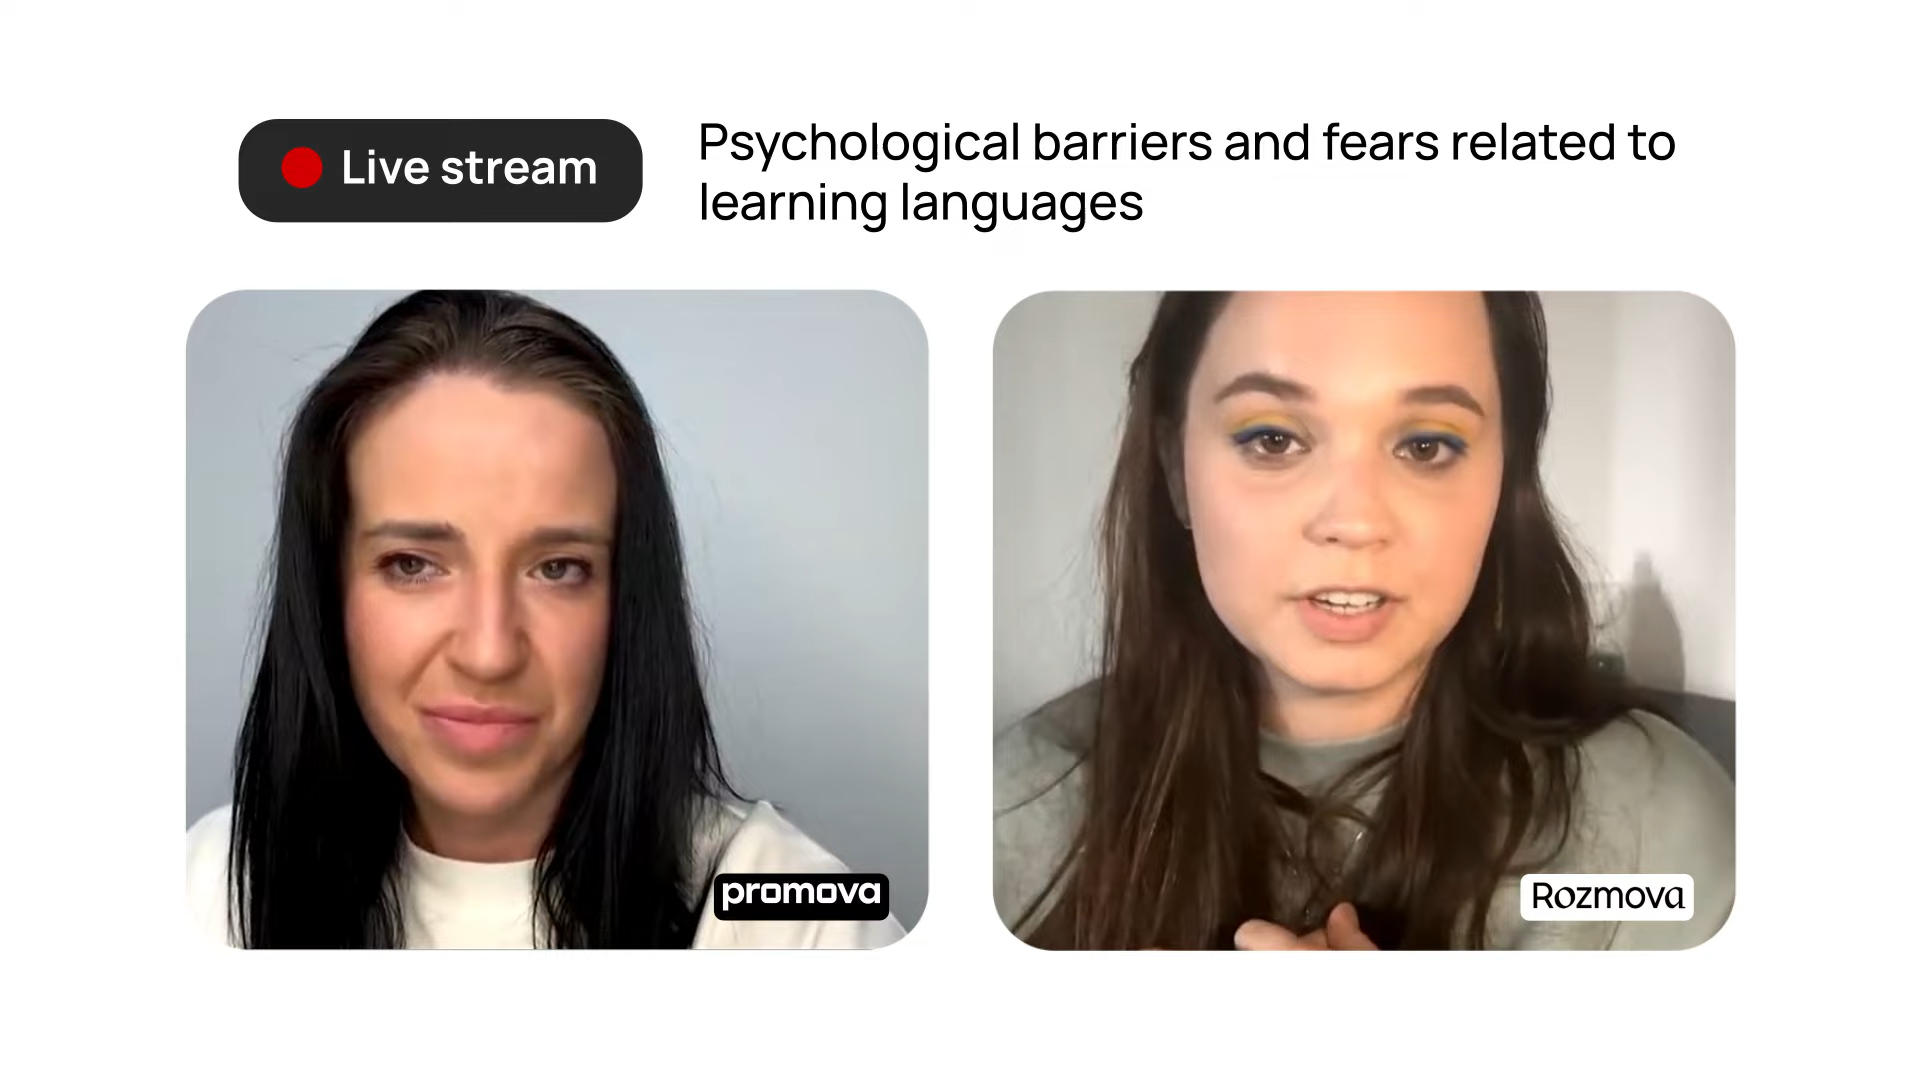 Live stream
Psychological barriers and fears related to
learning languages
promova
Rozmova